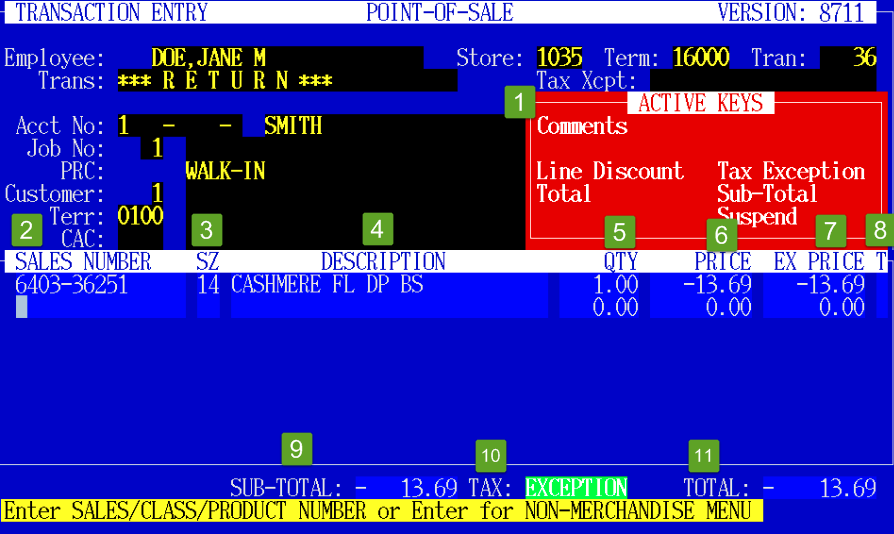 TRANSACTION ENTRY POINT-OF-SALE VERSION: 8711
Employee: DOE,JANE M Store: 1035 Term: 16000 Tran: 36
Trans: *** R E T U R N *** Tax Xcpt:
1 ACTIVE KEYS
Acct No: 1 - - SMITH Comments
Job No: 1
PRC: WALK-IN Line Discount Tax Exception
Customer: 1 Total Sub-Total
Terr: 0100 Suspend
2 3 4 5 6 7 8
CAC:
SALES NUMBER SZ DESCRIPTION QTY PRICE EX PRICE T
6403-36251 14 CASHMERE FL DP BS 1.00 -13.69 -13.69
0.00 0.00 0.00
9 10 11
SUB-TOTAL: - 13.69 TAX: EXCEPTION TOTAL: - 13.69
Enter SALES/CLASS/PRODUCT NUMBER or Enter for NON-MERCHANDISE MENU